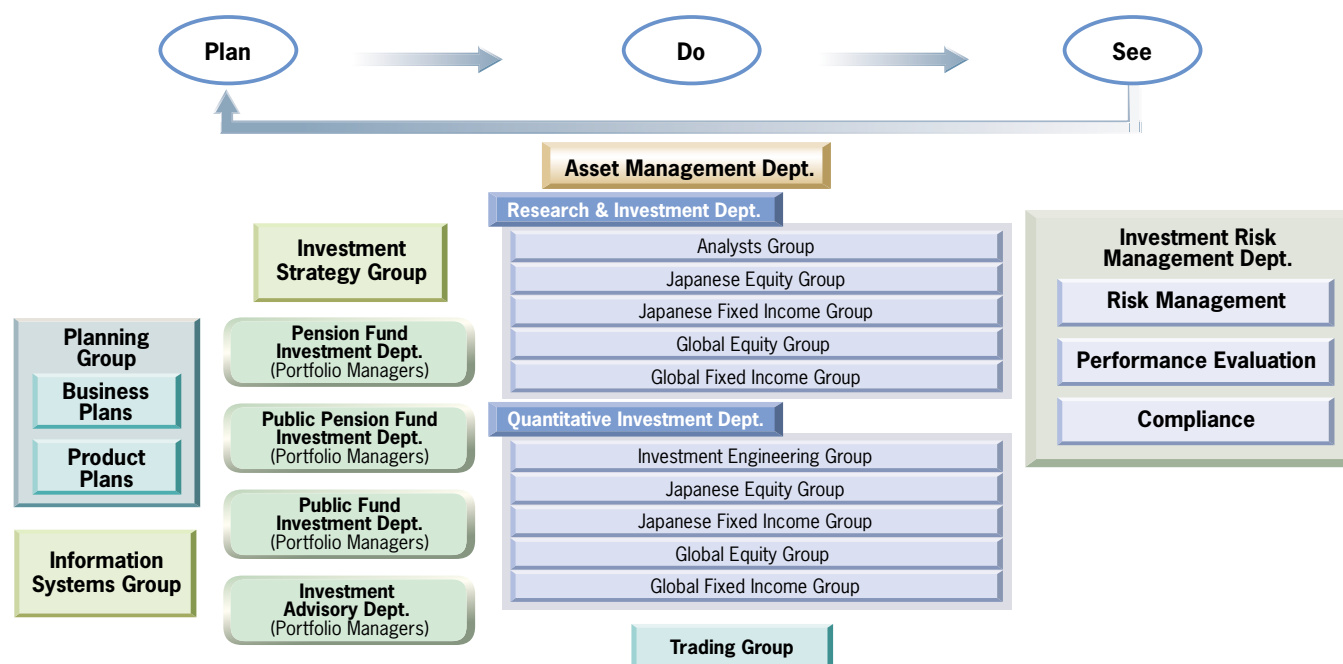 Plan
Do
See
Asset Management Dept.
Investment
Strategy Group
Pension Fund
Investment Dept.
(Portfolio Managers)
Public Pension Fund
Investment Dept.
(Portfolio Managers)
Public Fund
Investment Dept.
(Portfolio Managers)
Investment
Advisory Dept.
(Portfolio Managers)
Planning
Group
Business
Plans
Product
Plans
Information
Systems Group
Research & Investment Dept.
Analysts Group
Japanese Equity Group
Japanese Fixed Income Group
Global Equity Group
Global Fixed Income Group
Quantitative Investment Dept.
Investment Engineering Group
Japanese Equity Group
Japanese Fixed Income Group
Global Equity Group
Global Fixed Income Group
Trading Group
Investment Risk
Management Dept.
Risk Management
Performance Evaluation
Compliance